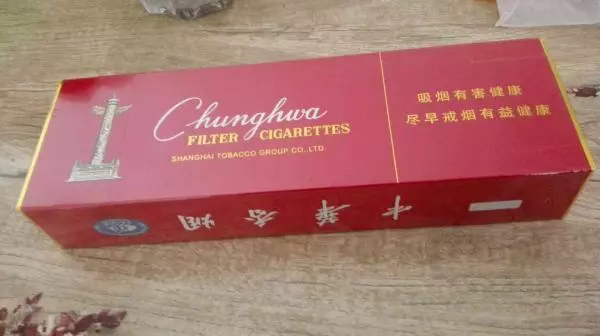 Chunghwa
FILTER CIGARETTES
SHANGHAI TOBACCO GROUP CO.,LTD.
吸烟有害健康
尽早戒烟有益健康
中華香烟